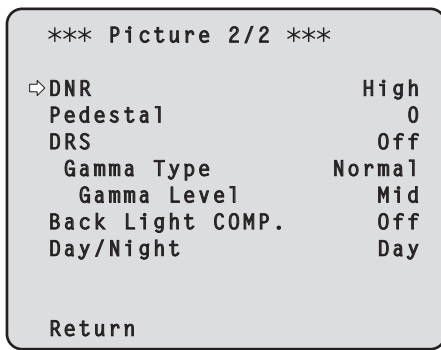 *** Picture 2/2 ***
⇨DNR High
Pedestal 0
DRS Off
Gamma Type Normal
Gamma Level Mid
Back Light COMP. Off
Day/Night Day
Return